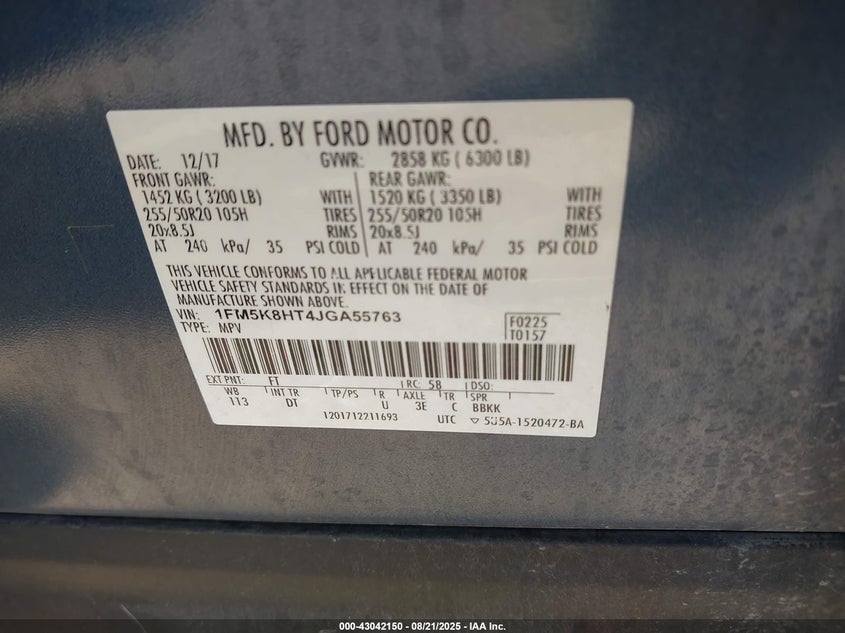 MFD. BY FORD MOTOR CO.
DATE: 12/17 GVWR: 2858 KG ( 6300 LB)
FRONT GAWR: REAR GAWR:
1452 KG ( 3200 LB) WITH 1520 KG ( 3350 LB) WITH
255/50R20 105H TIRES 255/50R20 105H TIRES
20x8.5J RIMS 20x8.5J RIMS
AT 240 kPa/ 35 PSI COLD AT 240 kPa/ 35 PSI COLD
THIS VEHICLE CONFORMS TO ALL APPLICABLE FEDERAL MOTOR
VEHICLE SAFETY STANDARDS IN EFFECT ON THE DATE OF
MANUFACTURE SHOWN ABOVE.
VIN: 1FM5K8HT4JGA55763 F0225
TYPE: MPV T0157
EXT PNT: FT RC: 5B DSO:
WB INT TR TP/PS R AXLE TR SPR
113 DT U 3E C BBKK
1201712211693 UTC ▽ 5U5A-1520472-BA
000-43042150 - 08/21/2025 - IAA Inc.